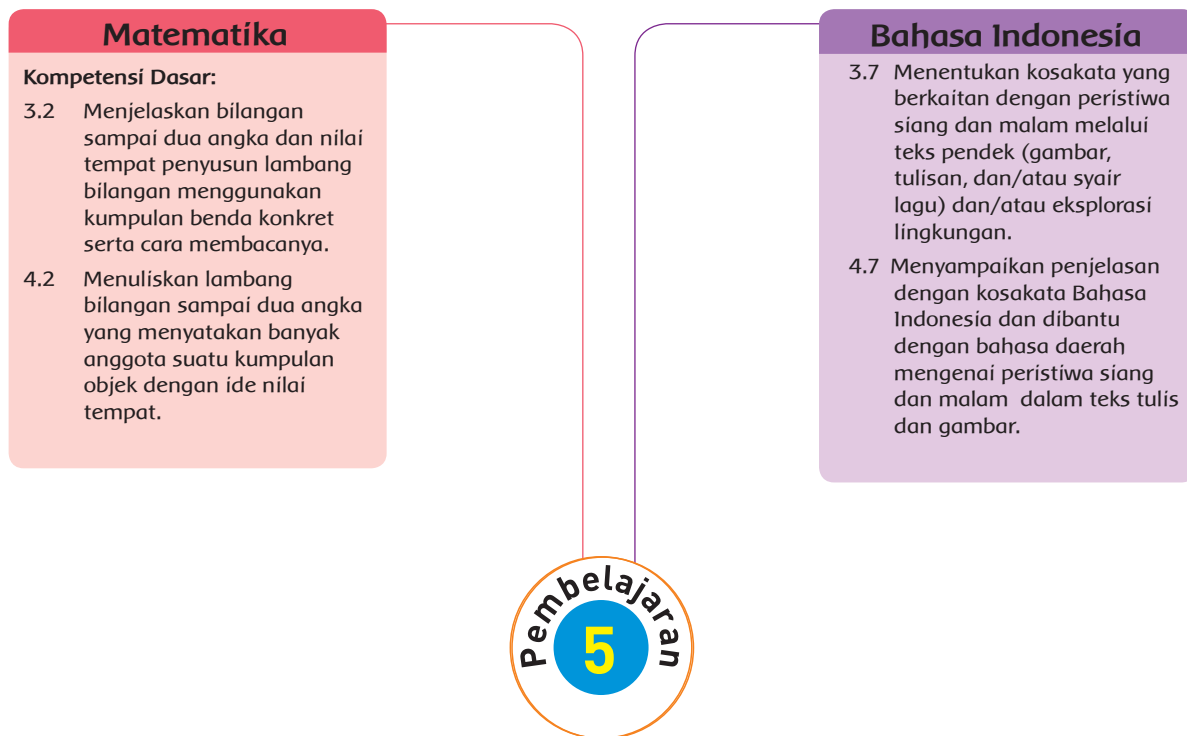 Matematika
Kompetensi Dasar:
3.2 Menjelaskan bilangan
sampai dua angka dan nilai
tempat penyusun lambang
bilangan menggunakan
kumpulan benda konkret
serta cara membacanya.
4.2 Menuliskan lambang
bilangan sampai dua angka
yang menyatakan banyak
anggota suatu kumpulan
objek dengan ide nilai
tempat.
Bahasa Indonesia
3.7 Menentukan kosakata yang
berkaitan dengan peristiwa
siang dan malam melalui
teks pendek (gambar,
tulisan, dan/atau syair
lagu) dan/atau eksplorasi
lingkungan.
4.7 Menyampaikan penjelasan
dengan kosakata Bahasa
Indonesia dan dibantu
dengan bahasa daerah
mengenai peristiwa siang
dan malam dalam teks tulis
dan gambar.
Pembelajaran
5